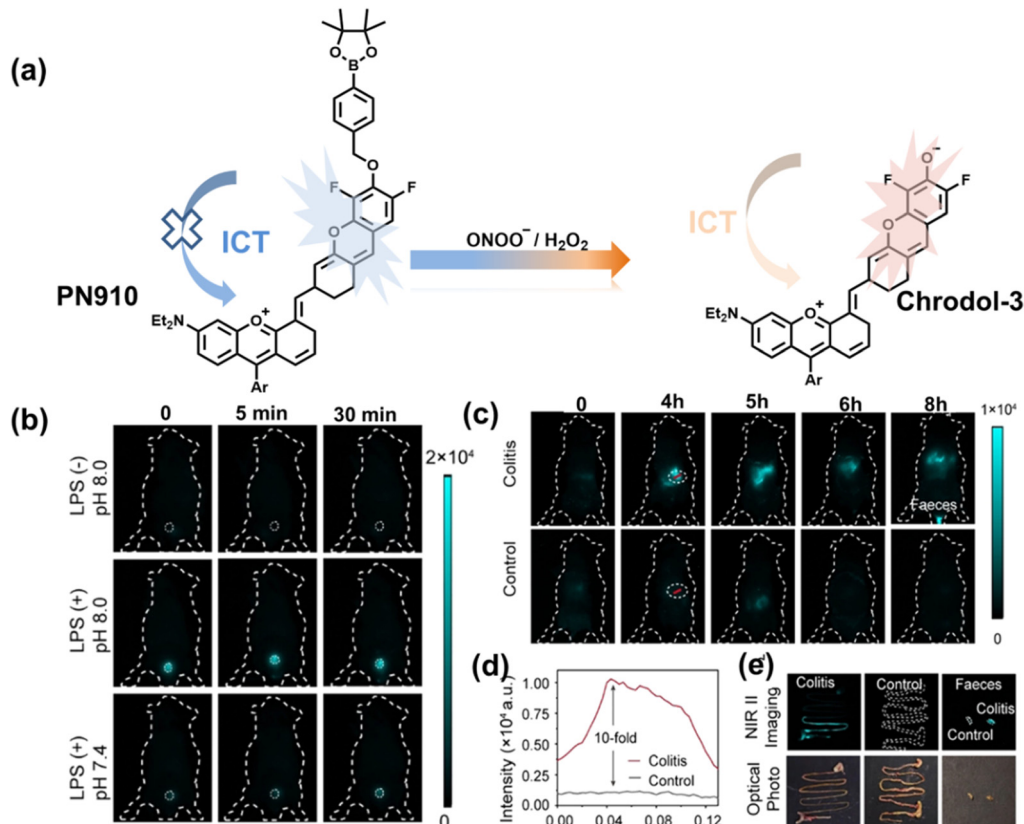 (a)
O O
B
O
F F
O
ICT
PN910
Et₂N
O⁺
Ar
ONOO⁻ / H₂O₂
O⁻
F F
O
ICT
Chrodol-3
Et₂N
O⁺
Ar
(b)
0 5 min 30 min
LPS (-)
pH 8.0
LPS (+)
pH 8.0
LPS (+)
pH 7.4
2×10⁴
0
(c)
0 4h 5h 6h 8h
Colitis
Faeces
Control
1×10⁴
0
(d)
Intensity (×10⁴ a.u.)
1.00
0.75
0.50
0.25
0.00
10-fold
Colitis
Control
0.00 0.04 0.08 0.12
(e)
NIR II
Imaging
Colitis Control Faeces
Colitis
Control
Optical
Photo